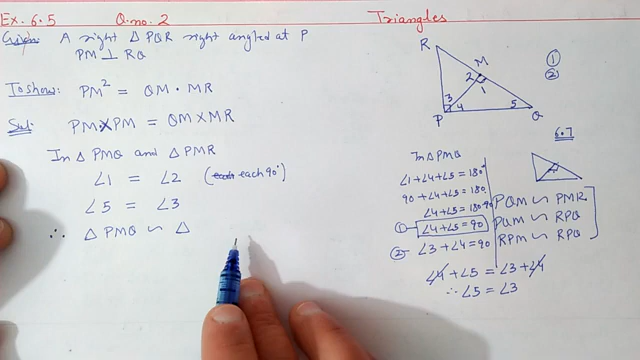 Ex. 6.5 Q.no. 2 Triangles
Given: A right △ PQR right angled at P
PM ⊥ RQ
To show: PM² = QM · MR
Sol: PM × PM = QM × MR
In △ PMQ and △ PMR
∠1 = ∠2 (each 90°)
∠5 = ∠3
∴ △ PMQ ∽ △
R
M
2
1
3
4
5
P
Q
①
②
6.7
In △PMQ
∠1 + ∠4 + ∠5 = 180°
90 + ∠4 + ∠5 = 180
∠4 + ∠5 = 180-90
① ∠4 + ∠5 = 90
② ∠3 + ∠4 = 90
∠4 + ∠5 = ∠3 + ∠4
∴ ∠5 = ∠3
PQM ∽ PMR
PQM ∽ RPQ
RPM ∽ RPQ